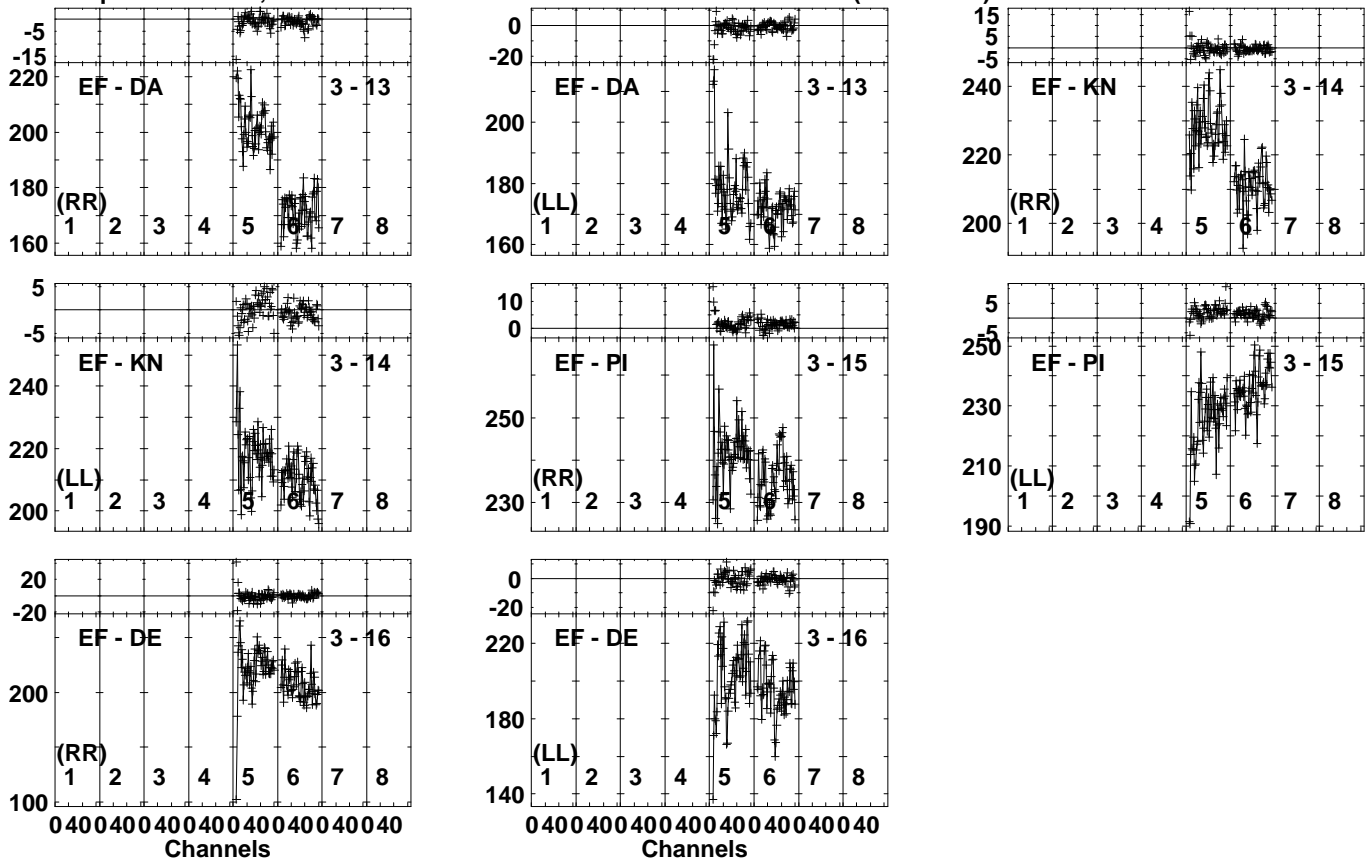 -5
-15
220
200
180
160
EF - DA 3 - 13
(RR)
1 2 3 4 5 6 7 8
0
-20
200
180
160
EF - DA 3 - 13
(LL)
1 2 3 4 5 6 7 8
15
5
-5
240
220
200
EF - KN 3 - 14
(RR)
1 2 3 4 5 6 7 8
5
-5
240
220
200
EF - KN 3 - 14
(LL)
1 2 3 4 5 6 7 8
10
0
250
230
EF - PI 3 - 15
(RR)
1 2 3 4 5 6 7 8
5
-5
250
230
210
190
EF - PI 3 - 15
(LL)
1 2 3 4 5 6 7 8
20
-20
200
100
EF - DE 3 - 16
(RR)
1 2 3 4 5 6 7 8
0
-20
220
180
140
EF - DE 3 - 16
(LL)
1 2 3 4 5 6 7 8
0 40 0 40 0 40 0 40 0 40 0 40 0 40 0 40
Channels
0 40 0 40 0 40 0 40 0 40 0 40 0 40 0 40
Channels